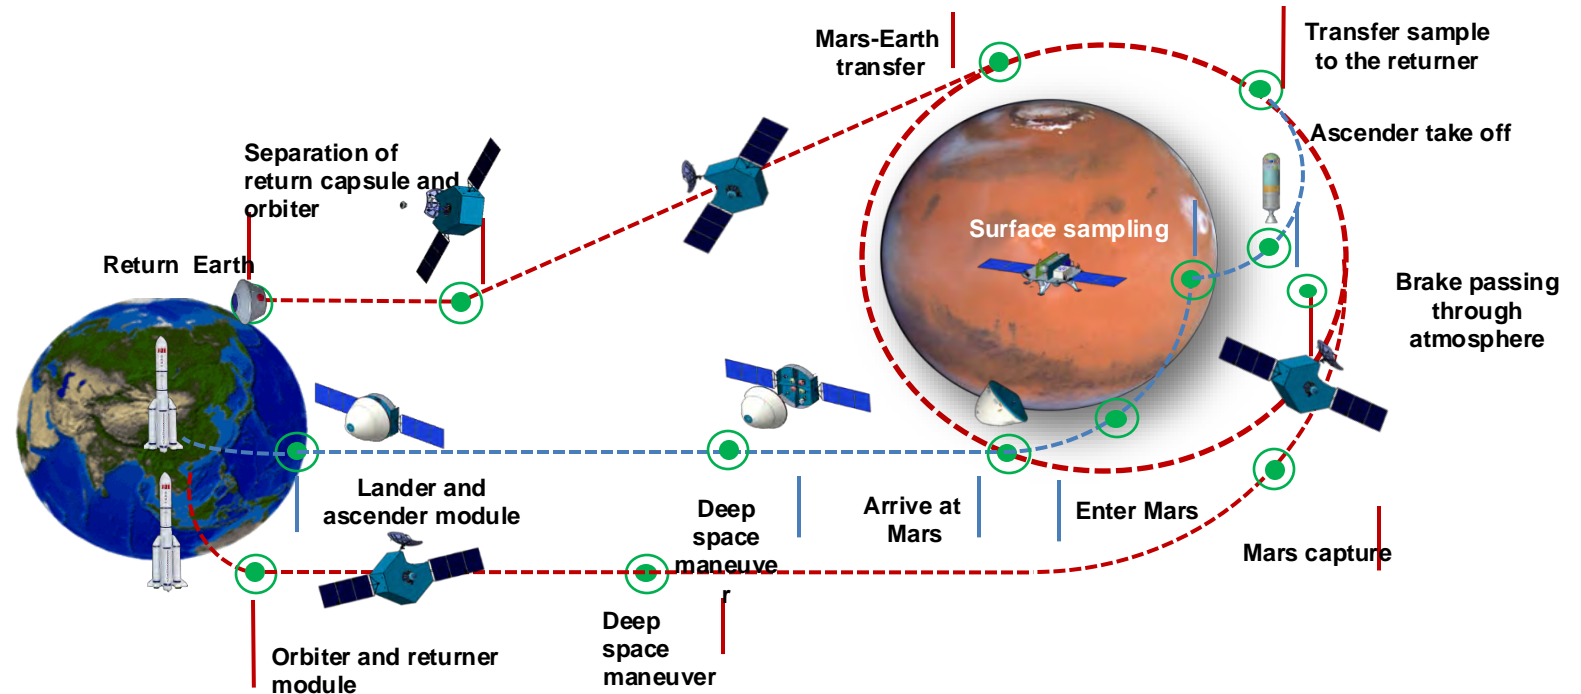 Mars-Earth
transfer
Transfer sample
to the returner
Ascender take off
Separation of
return capsule and
orbiter
Return Earth
Surface sampling
Brake passing
through
atmosphere
Lander and
ascender module
Deep
space
maneuve
r
Arrive at
Mars
Enter Mars
Mars capture
Orbiter and returner
module
Deep
space
maneuver